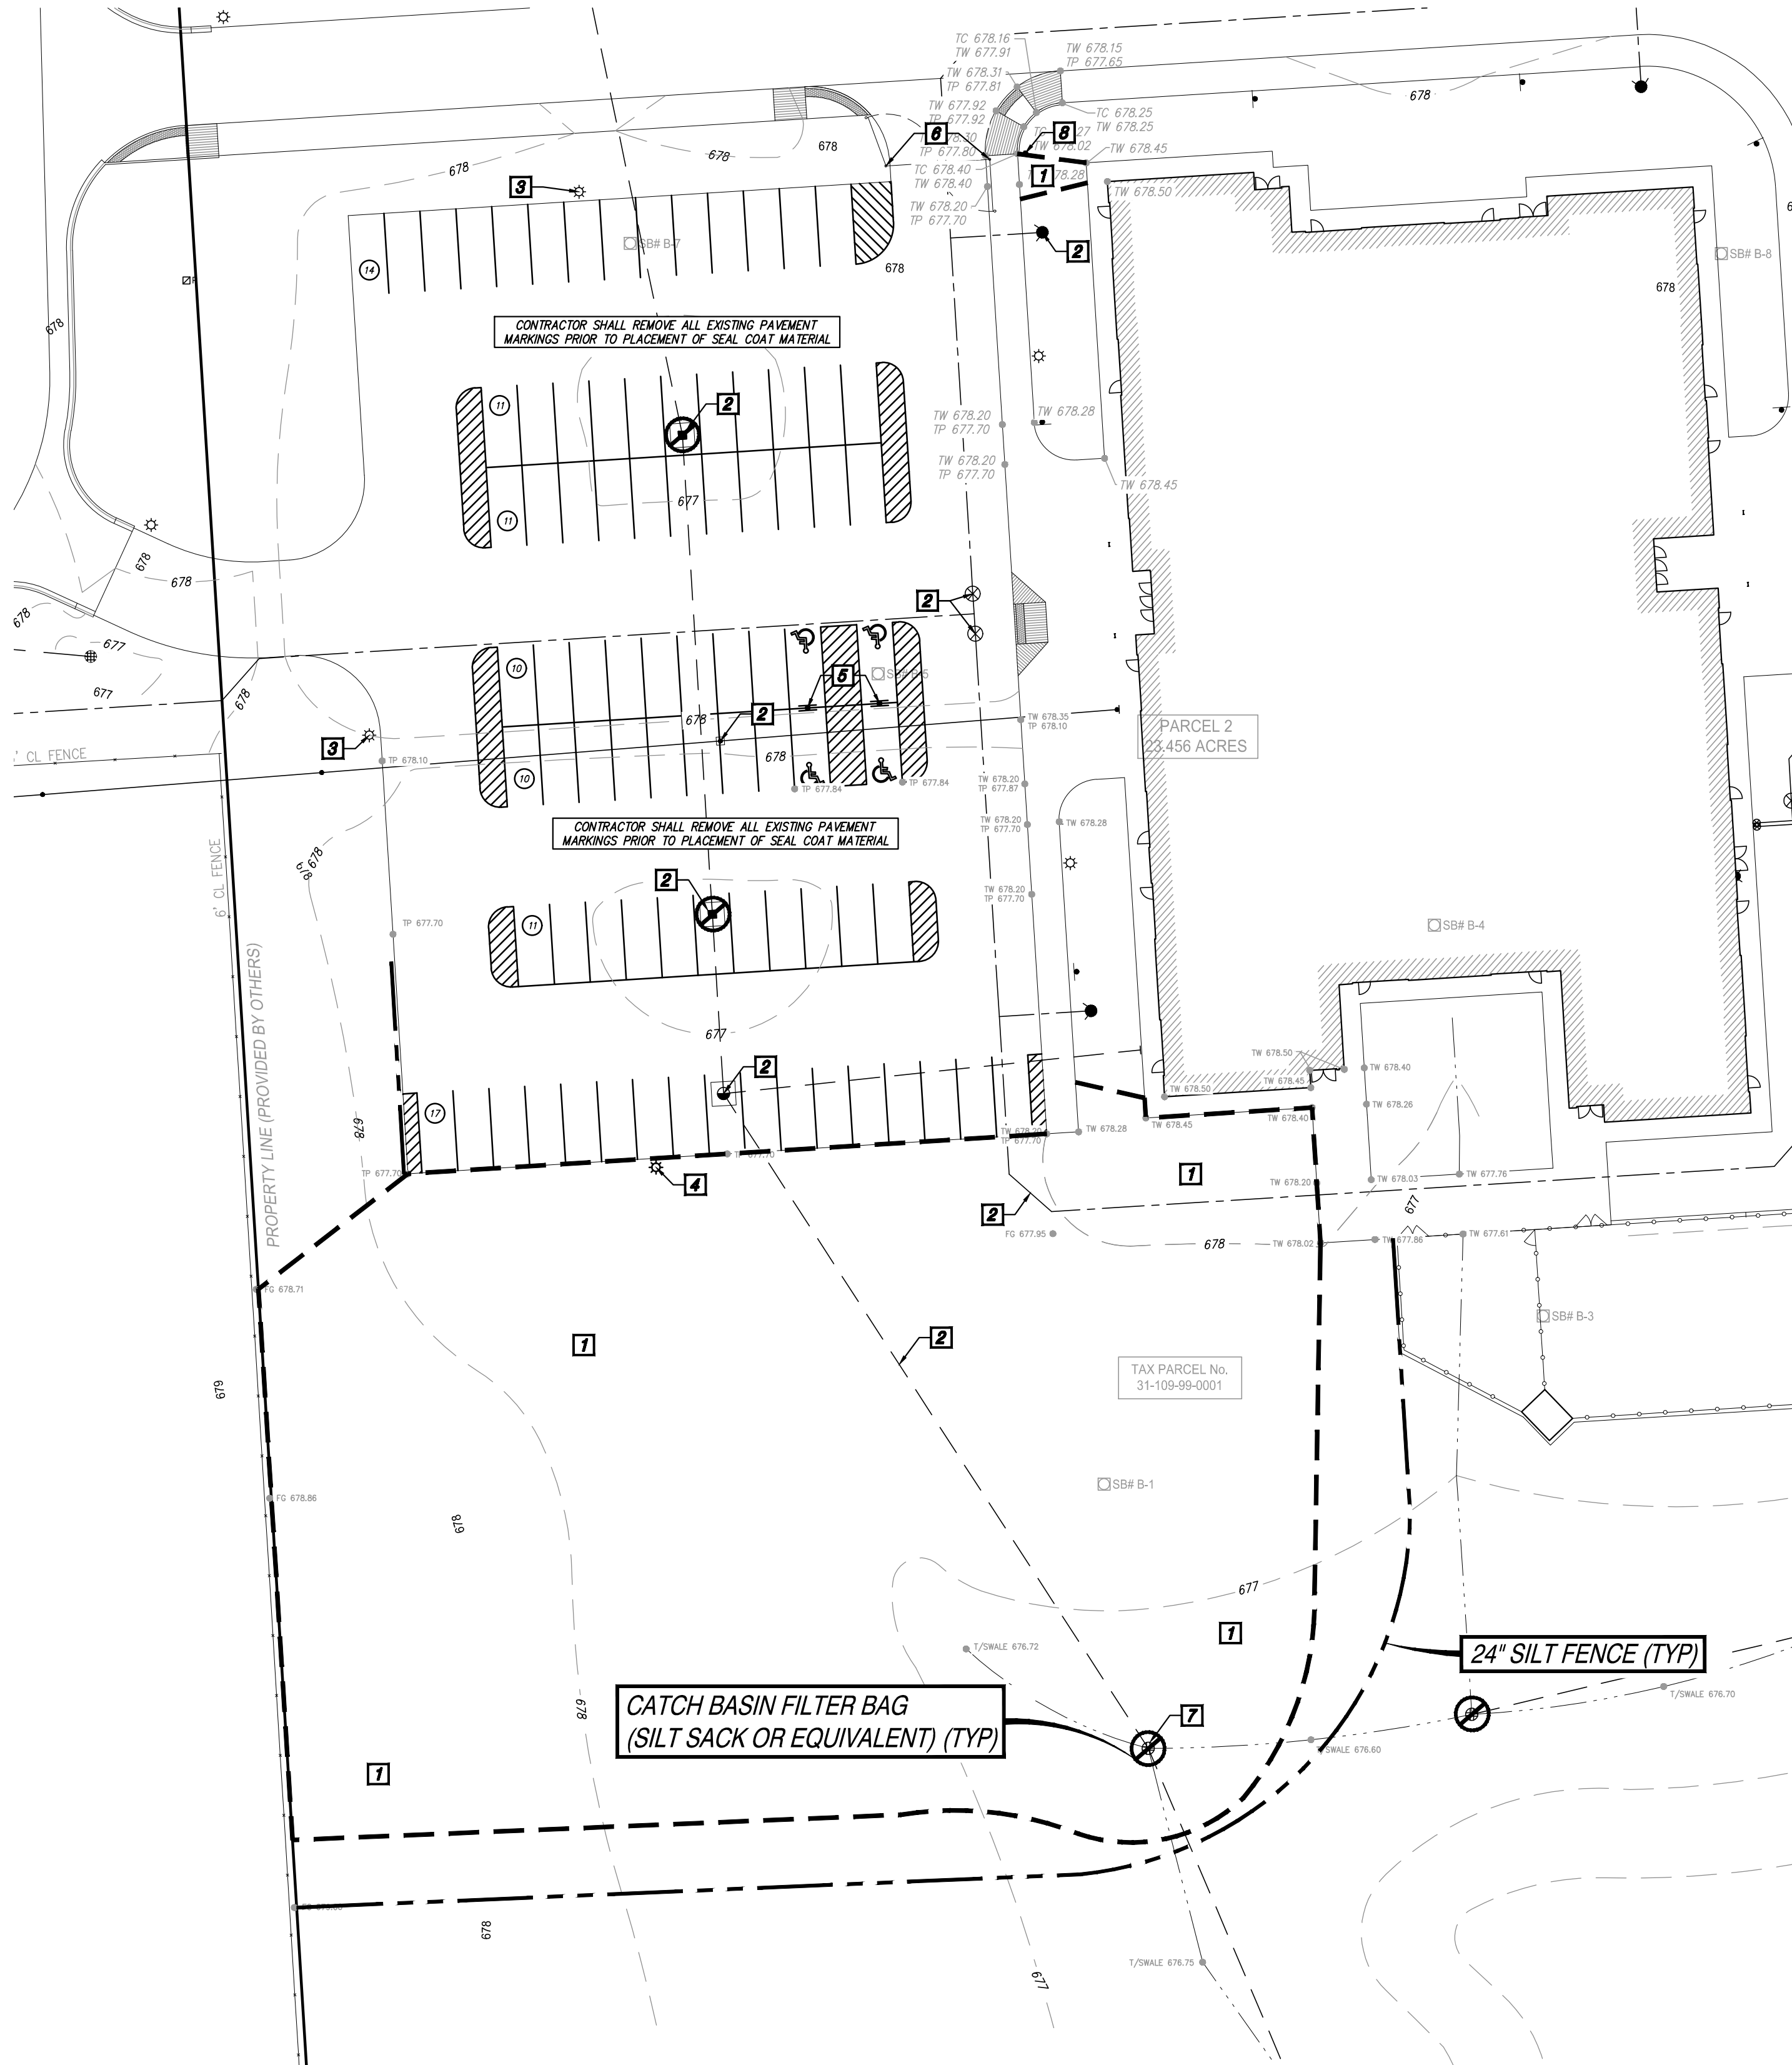 TC 678.16
TW 677.91
TW 678.15
TP 677.65
TW 678.31
TP 677.81
TW 677.92
TP 677.92
678
TC 678.25
TW 678.25
6
8
TP 677.80
TW 678.02
TW 678.45
678
678
678
TC 678.40
TW 678.40
1
3
TW 678.50
TW 678.20
TP 677.70
SB# B-7
2
SB# B-8
14
678
678
678
CONTRACTOR SHALL REMOVE ALL EXISTING PAVEMENT
MARKINGS PRIOR TO PLACEMENT OF SEAL COAT MATERIAL
11
2
TW 678.20
TP 677.70
TW 678.28
TW 678.20
TP 677.70
TW 678.45
677
11
678
678
2
678
677
677
678
10
5
2
678
3
TW 678.35
TP 678.10
PARCEL 2
23.456 ACRES
CL FENCE
TP 678.10
678
10
TP 677.84
TP 677.84
TW 678.20
TP 677.87
CONTRACTOR SHALL REMOVE ALL EXISTING PAVEMENT
MARKINGS PRIOR TO PLACEMENT OF SEAL COAT MATERIAL
TW 678.20
TP 677.70
TW 678.28
678
678
6' CL FENCE
2
TW 678.20
TP 677.70
TP 677.70
11
SB# B-4
PROPERTY LINE (PROVIDED BY OTHERS)
677
2
TW 678.50
TW 678.45
TW 678.40
TW 678.50
17
TW 678.40
TW 678.26
TW 678.45
678
TW 678.20
TP 677.70
TW 678.28
TP 677.70
TP 677.70
4
1
TW 678.20
TW 678.03
TW 677.76
2
677
FG 677.95
678
TW 678.02
TW 677.86
TW 677.61
FG 678.71
SB# B-3
1
2
679
TAX PARCEL No.
31-109-99-0001
SB# B-1
FG 678.86
678
677
1
T/SWALE 676.72
24" SILT FENCE (TYP)
T/SWALE 676.70
CATCH BASIN FILTER BAG
(SILT SACK OR EQUIVALENT) (TYP)
678
7
T/SWALE 676.60
1
678
T/SWALE 676.75
677